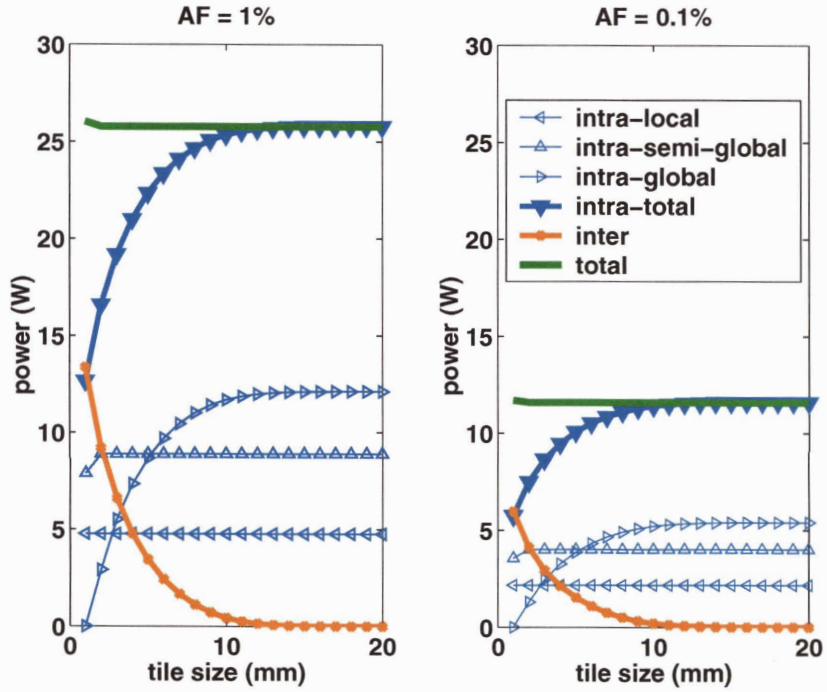 AF = 1%
30
25
20
15
10
5
0
power (W)
0
10
20
tile size (mm)
AF = 0.1%
30
25
20
15
10
5
0
power (W)
intra-local
intra-semi-global
intra-global
intra-total
inter
total
0
10
20
tile size (mm)